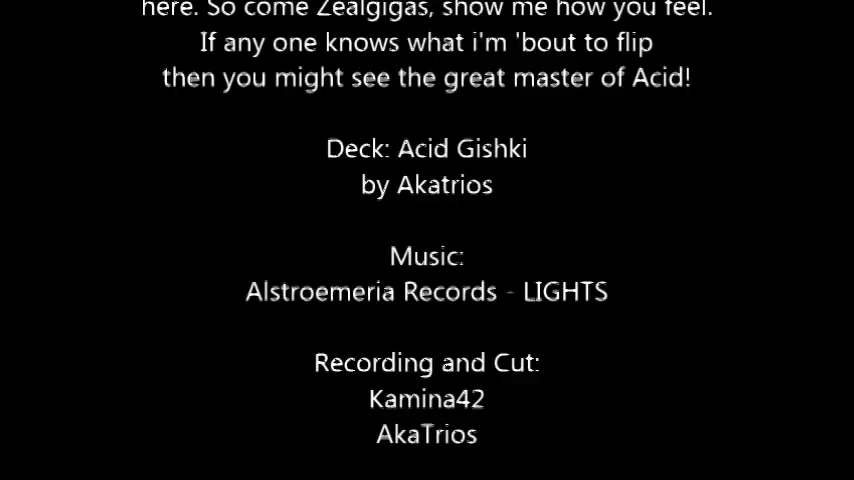 here. So come Zealgigas, show me how you feel.
If any one knows what i'm 'bout to flip
then you might see the great master of Acid!
Deck: Acid Gishki
by Akatrios
Music:
Alstroemeria Records - LIGHTS
Recording and Cut:
Kamina42
AkaTrios